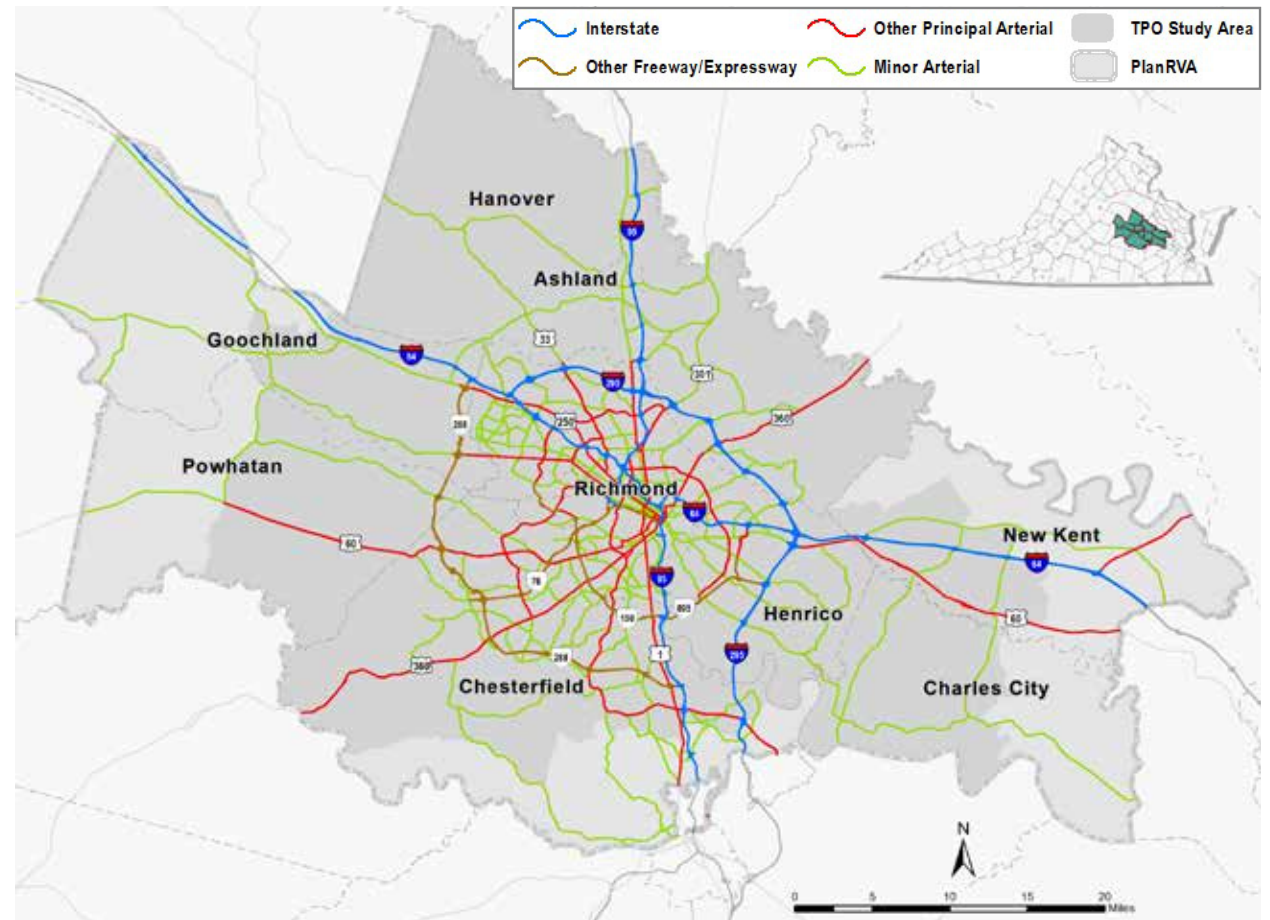 Interstate
Other Principal Arterial
TPO Study Area
Other Freeway/Expressway
Minor Arterial
PlanRVA
Hanover
95
Ashland
33
Goochland
64
295
301
250
288
360
Powhatan
Richmond
64
New Kent
60
76
95
64
Henrico
150
895
60
1
295
360
288
Chesterfield
Charles City
N
0 5 10 15 20
Miles